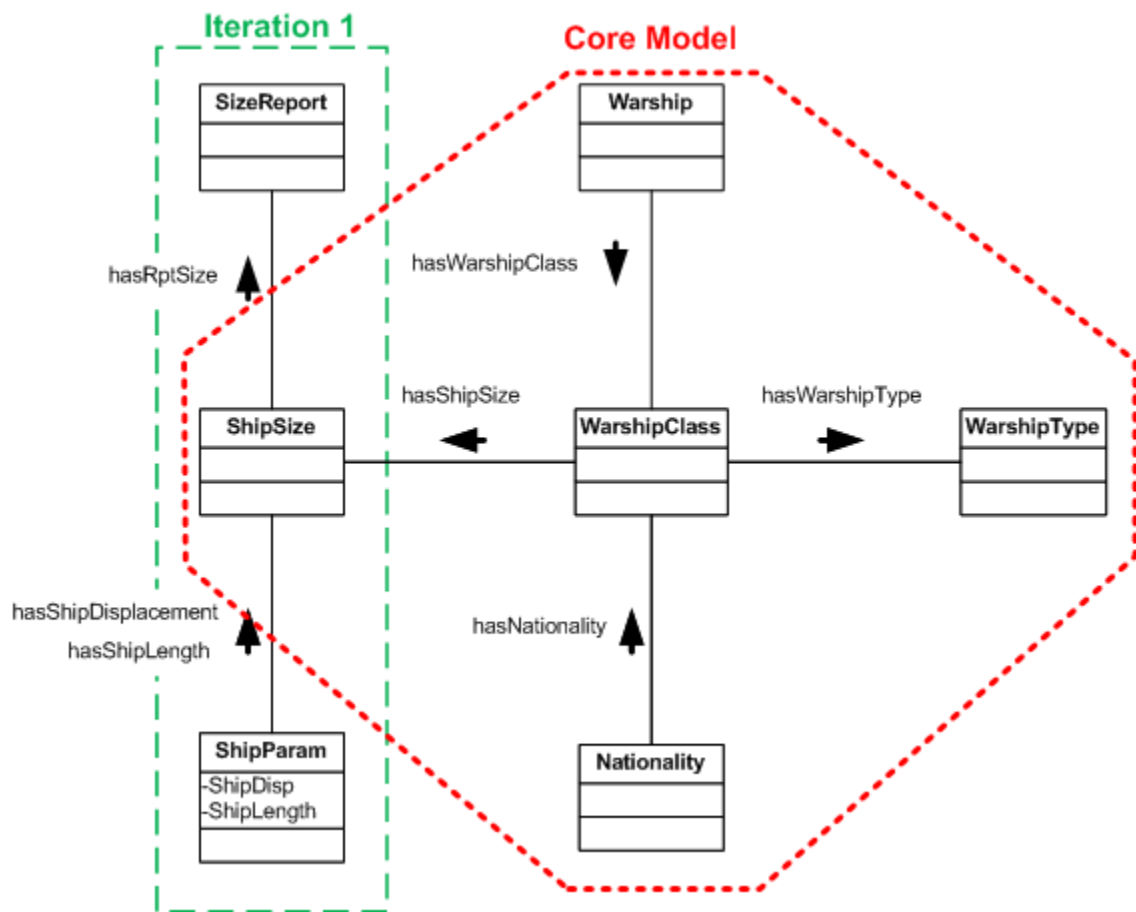 Iteration 1
Core Model
SizeReport
Warship
hasRptSize
hasWarshipClass
hasShipSize
hasWarshipType
ShipSize
WarshipClass
WarshipType
hasShipDisplacement
hasShipLength
hasNationality
ShipParam
-ShipDisp
-ShipLength
Nationality